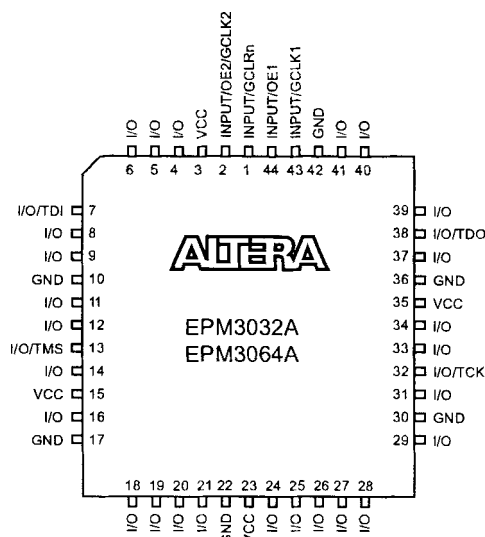 I/O I/O I/O VCC INPUT/OE2/GCLK2 INPUT/GCLRn INPUT/OE1 INPUT/GCLK1 GND I/O I/O
6 5 4 3 2 1 44 43 42 41 40
I/O/TDI 7 39 I/O
I/O 8 38 I/O/TDO
I/O 9 37 I/O
GND 10 36 GND
I/O 11 35 VCC
I/O 12 34 I/O
I/O/TMS 13 33 I/O
I/O 14 32 I/O/TCK
VCC 15 31 I/O
I/O 16 30 GND
GND 17 29 I/O
ALTERA
EPM3032A
EPM3064A
18 19 20 21 22 23 24 25 26 27 28
I/O I/O I/O I/O GND VCC I/O I/O I/O I/O I/O